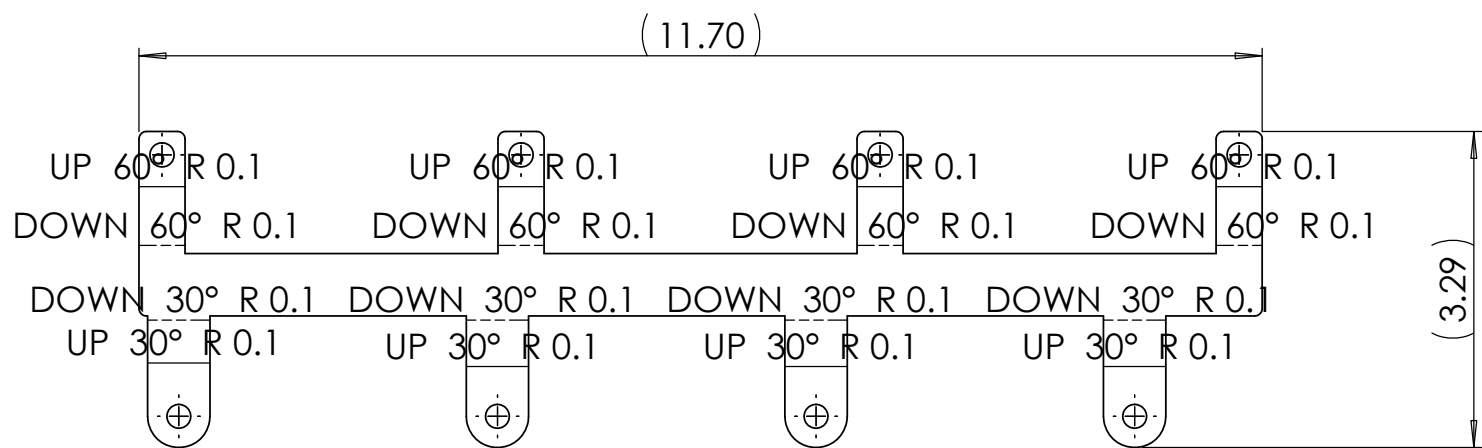 (11.70)
UP 60° R 0.1 UP 60° R 0.1 UP 60° R 0.1 UP 60° R 0.1
DOWN 60° R 0.1 DOWN 60° R 0.1 DOWN 60° R 0.1 DOWN 60° R 0.1
(3.29)
DOWN 30° R 0.1 DOWN 30° R 0.1 DOWN 30° R 0.1 DOWN 30° R 0.1
UP 30° R 0.1 UP 30° R 0.1 UP 30° R 0.1 UP 30° R 0.1